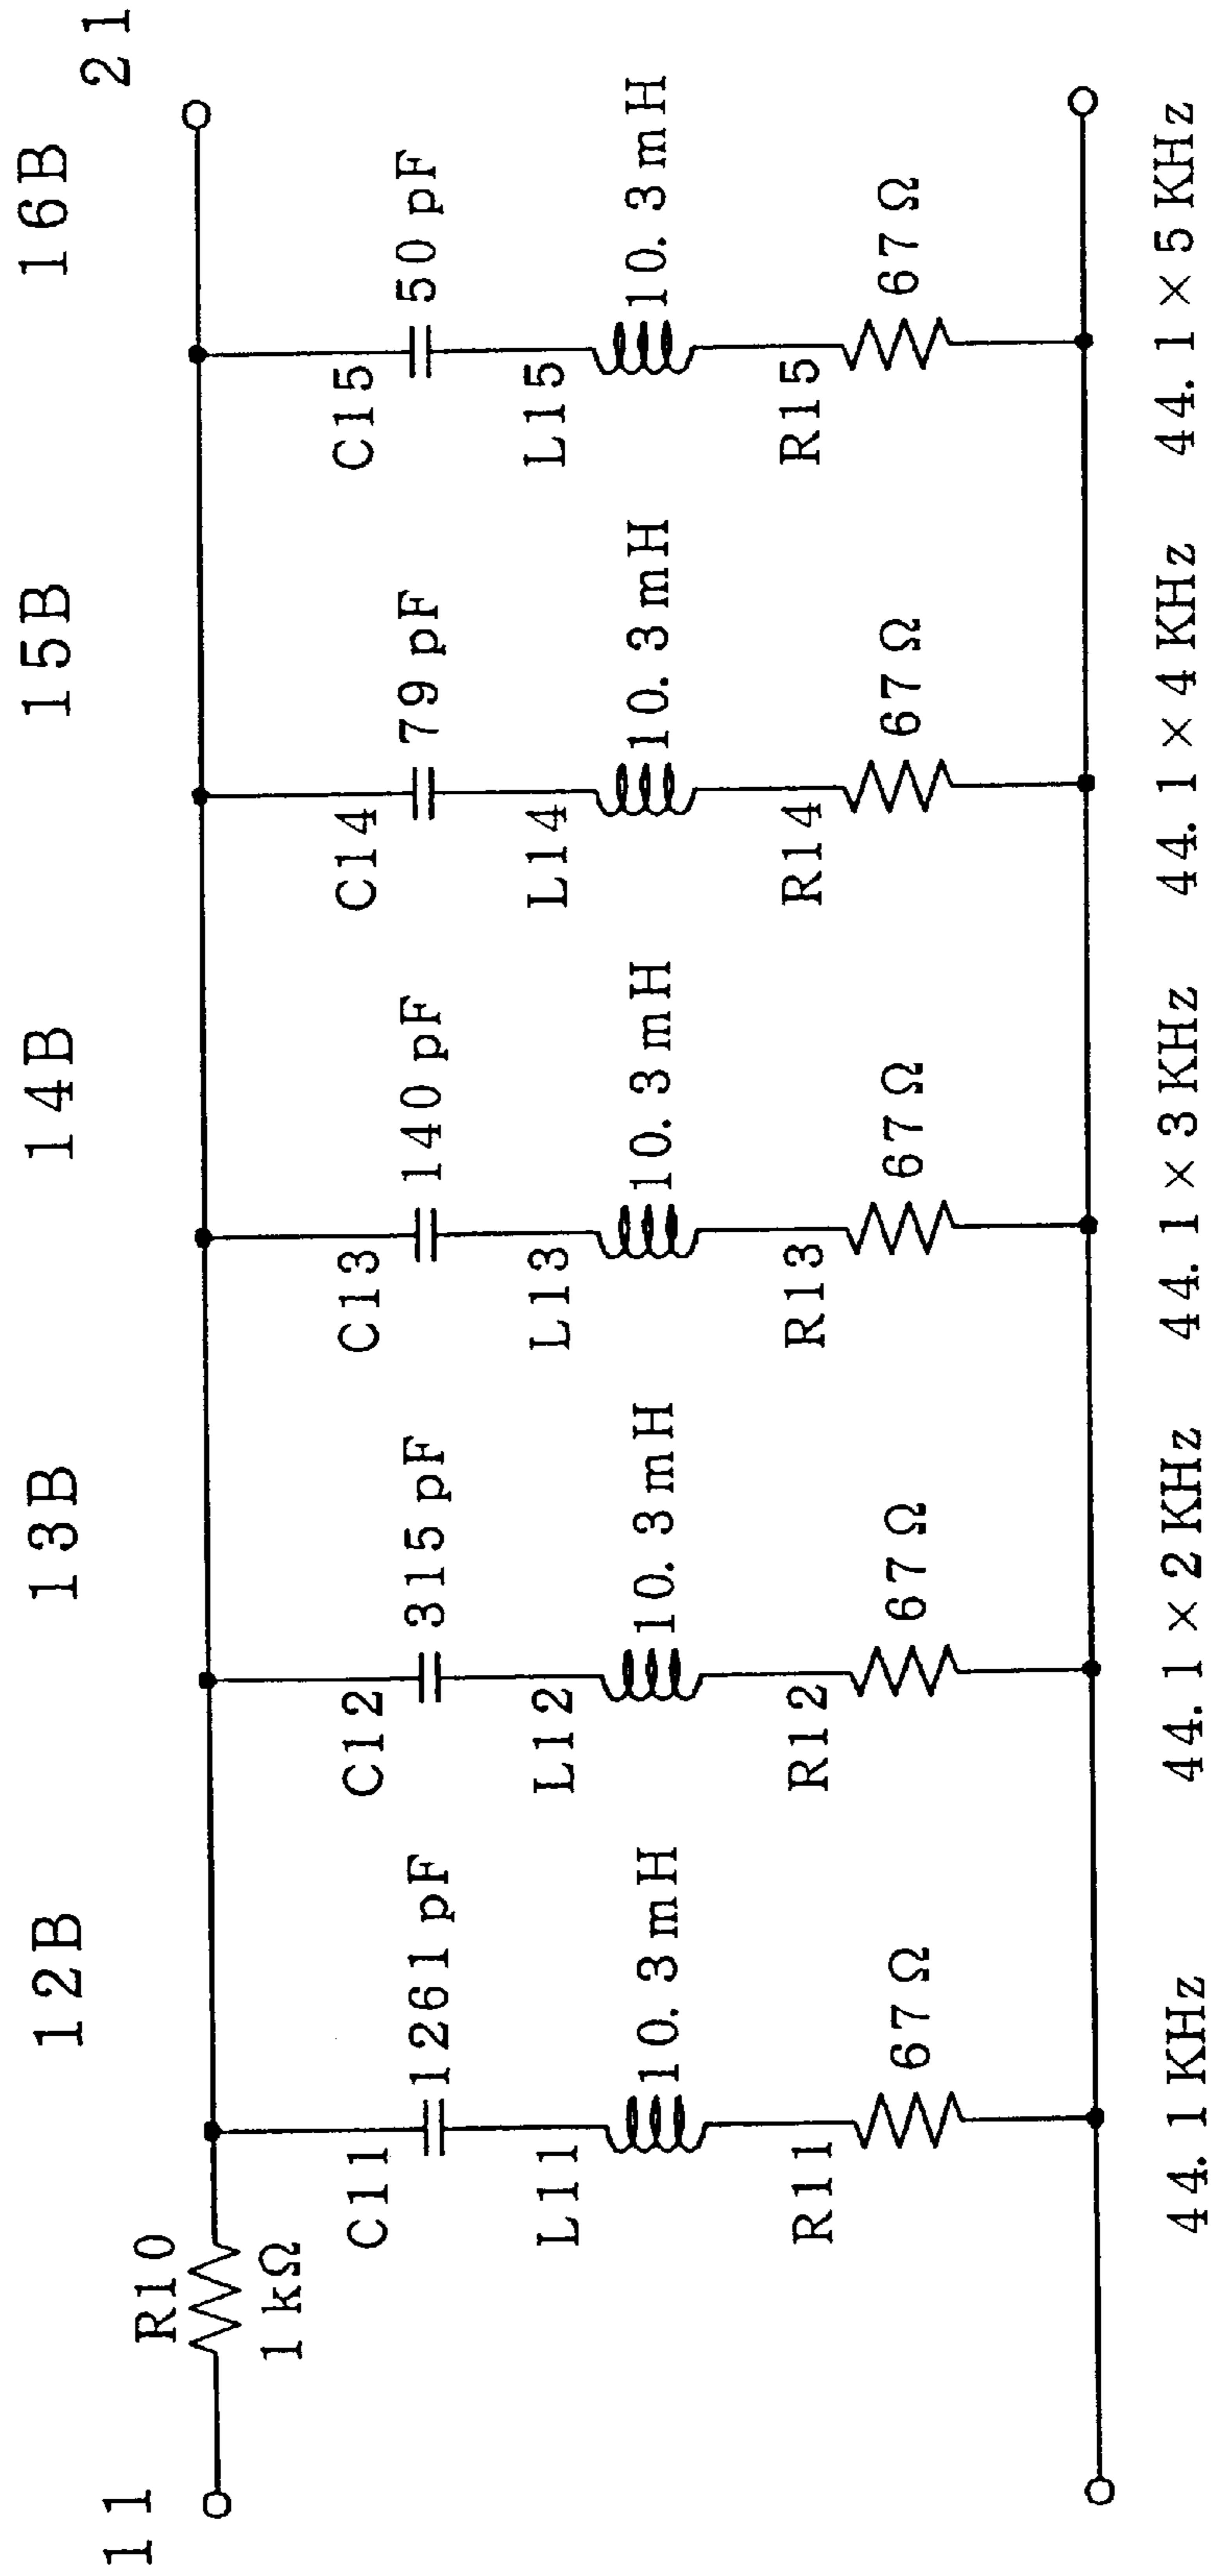 12B
13B
14B
15B
16B
11
21
R10
1kΩ
C11
1261pF
C12
315pF
C13
140pF
C14
79pF
C15
50pF
L11
10.3mH
L12
10.3mH
L13
10.3mH
L14
10.3mH
L15
10.3mH
R11
67Ω
R12
67Ω
R13
67Ω
R14
67Ω
R15
67Ω
44.1KHz
44.1×2KHz
44.1×3KHz
44.1×4KHz
44.1×5KHz